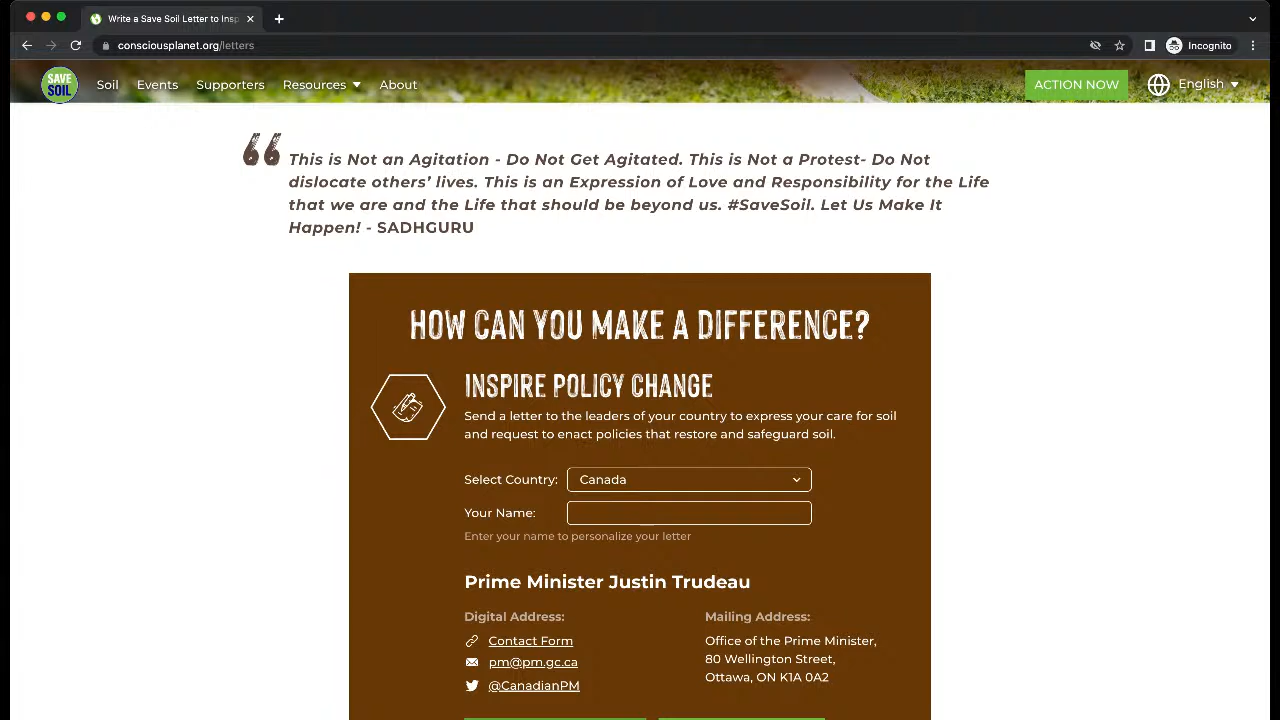 Write a Save Soil Letter to Insp
consciousplanet.org/letters
Incognito
SAVE SOIL
Soil Events Supporters Resources About
ACTION NOW
English
This is Not an Agitation - Do Not Get Agitated. This is Not a Protest- Do Not
dislocate others’ lives. This is an Expression of Love and Responsibility for the Life
that we are and the Life that should be beyond us. #SaveSoil. Let Us Make It
Happen! - SADHGURU
HOW CAN YOU MAKE A DIFFERENCE?
INSPIRE POLICY CHANGE
Send a letter to the leaders of your country to express your care for soil
and request to enact policies that restore and safeguard soil.
Select Country: Canada
Your Name:
Enter your name to personalize your letter
Prime Minister Justin Trudeau
Digital Address:
Contact Form
pm@pm.gc.ca
@CanadianPM
Mailing Address:
Office of the Prime Minister,
80 Wellington Street,
Ottawa, ON K1A 0A2